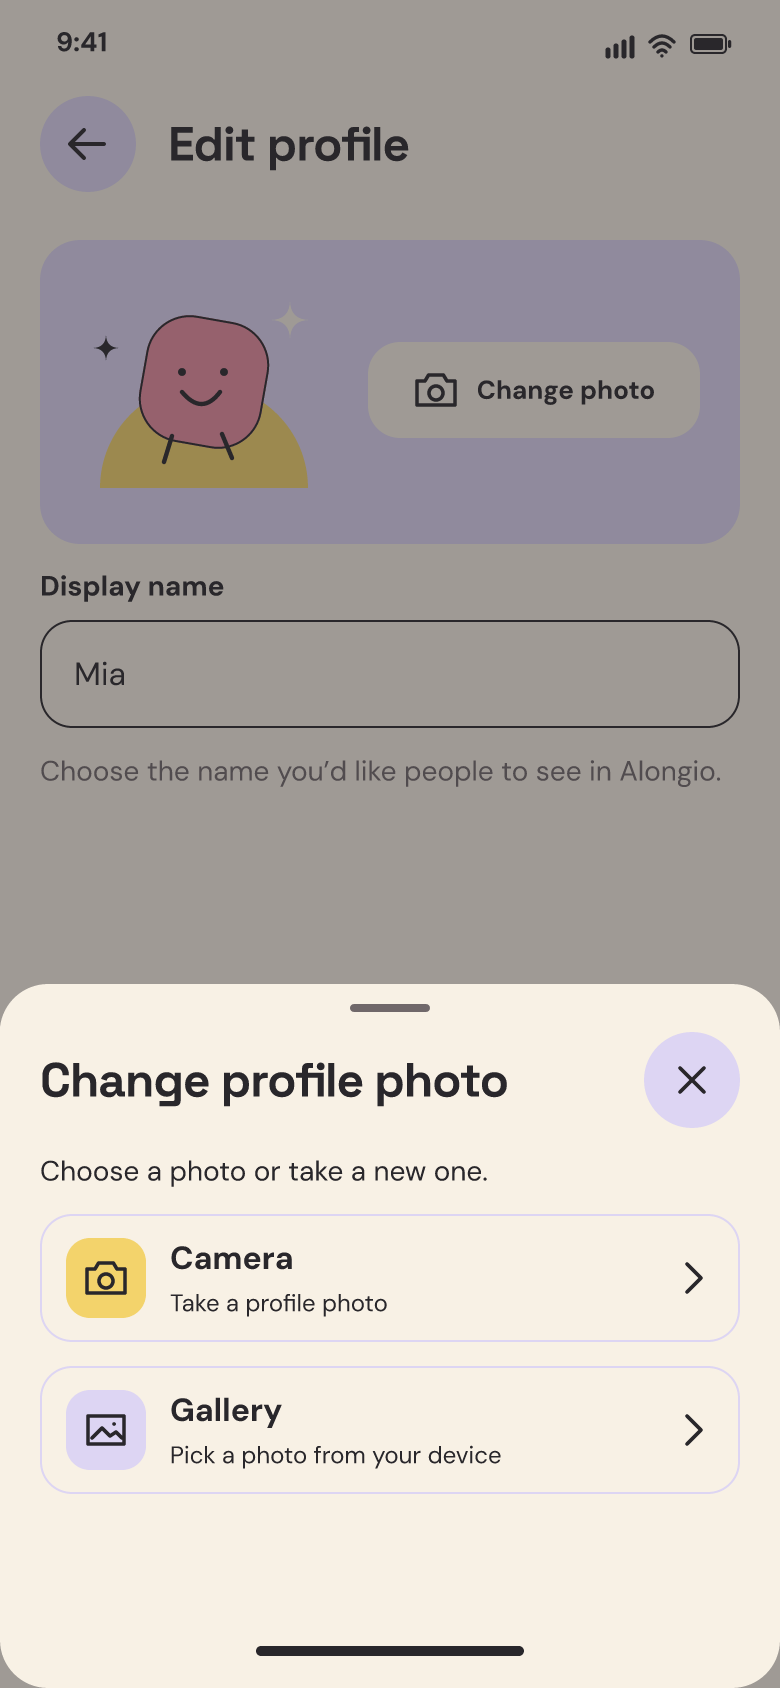 9:41
Edit profile
Change photo
Display name
Mia
Choose the name you’d like people to see in Alongio.
Change profile photo
Choose a photo or take a new one.
Camera
Take a profile photo
Gallery
Pick a photo from your device